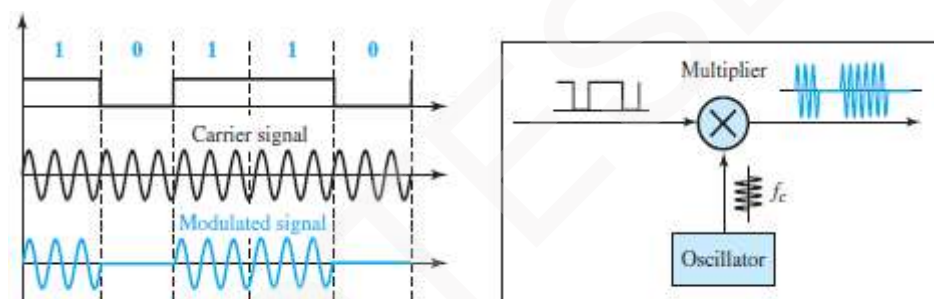 1 0 1 1 0
Carrier signal
Modulated signal
Multiplier
fc
Oscillator